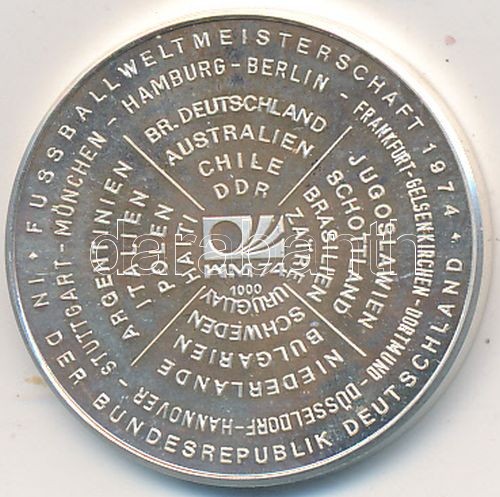 ★ FUSSBALLWELTMEISTERSCHAFT 1974 ★
IN DER BUNDESREPUBLIK DEUTSCHLAND
STUTTGART-MÜNCHEN-HAMBURG-BERLIN-FRANKFURT-GELSENKIRCHEN-DORTMUND-DÜSSELDORF-HANNOVER-
BR. DEUTSCHLAND
AUSTRALIEN
CHILE
DDR
JUGOSLAWIEN
SCHOTTLAND
BRASILIEN
ZAIRE
URUGUAY
SCHWEDEN
BULGARIEN
NIEDERLANDE
ARGENTINIEN
ITALIEN
POLEN
HAITI
WM 74
1000
darabanth